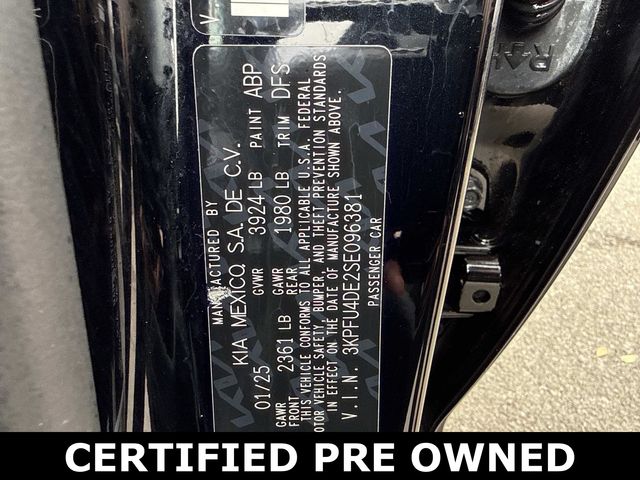 MANUFACTURED BY
KIA MEXICO, S.A. DE C.V.
01/25 GVWR 3924 LB PAINT ABP
GAWR FRONT 2361 LB GAWR REAR 1980 LB TRIM DFS
THIS VEHICLE CONFORMS TO ALL APPLICABLE U.S.A. FEDERAL
MOTOR VEHICLE SAFETY, BUMPER, AND THEFT PREVENTION STANDARDS
IN EFFECT ON THE DATE OF MANUFACTURE SHOWN ABOVE.
V.I.N. 3KPFU4DE2SE096381
PASSENGER CAR
V
CERTIFIED PRE OWNED